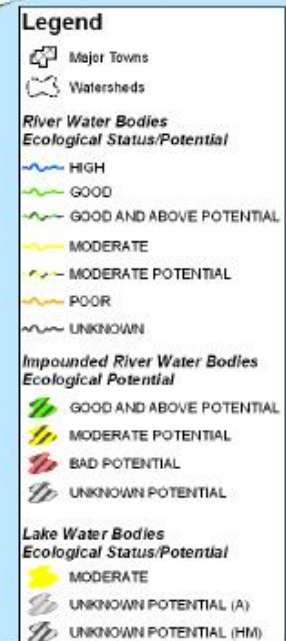 Legend
Major Towns
Watersheds
River Water Bodies
Ecological Status/Potential
HIGH
GOOD
GOOD AND ABOVE POTENTIAL
MODERATE
MODERATE POTENTIAL
POOR
UNKNOWN
Impounded River Water Bodies
Ecological Potential
GOOD AND ABOVE POTENTIAL
MODERATE POTENTIAL
BAD POTENTIAL
UNKNOWN POTENTIAL
Lake Water Bodies
Ecological Status/Potential
MODERATE
UNKNOWN POTENTIAL (A)
UNKNOWN POTENTIAL (HM)